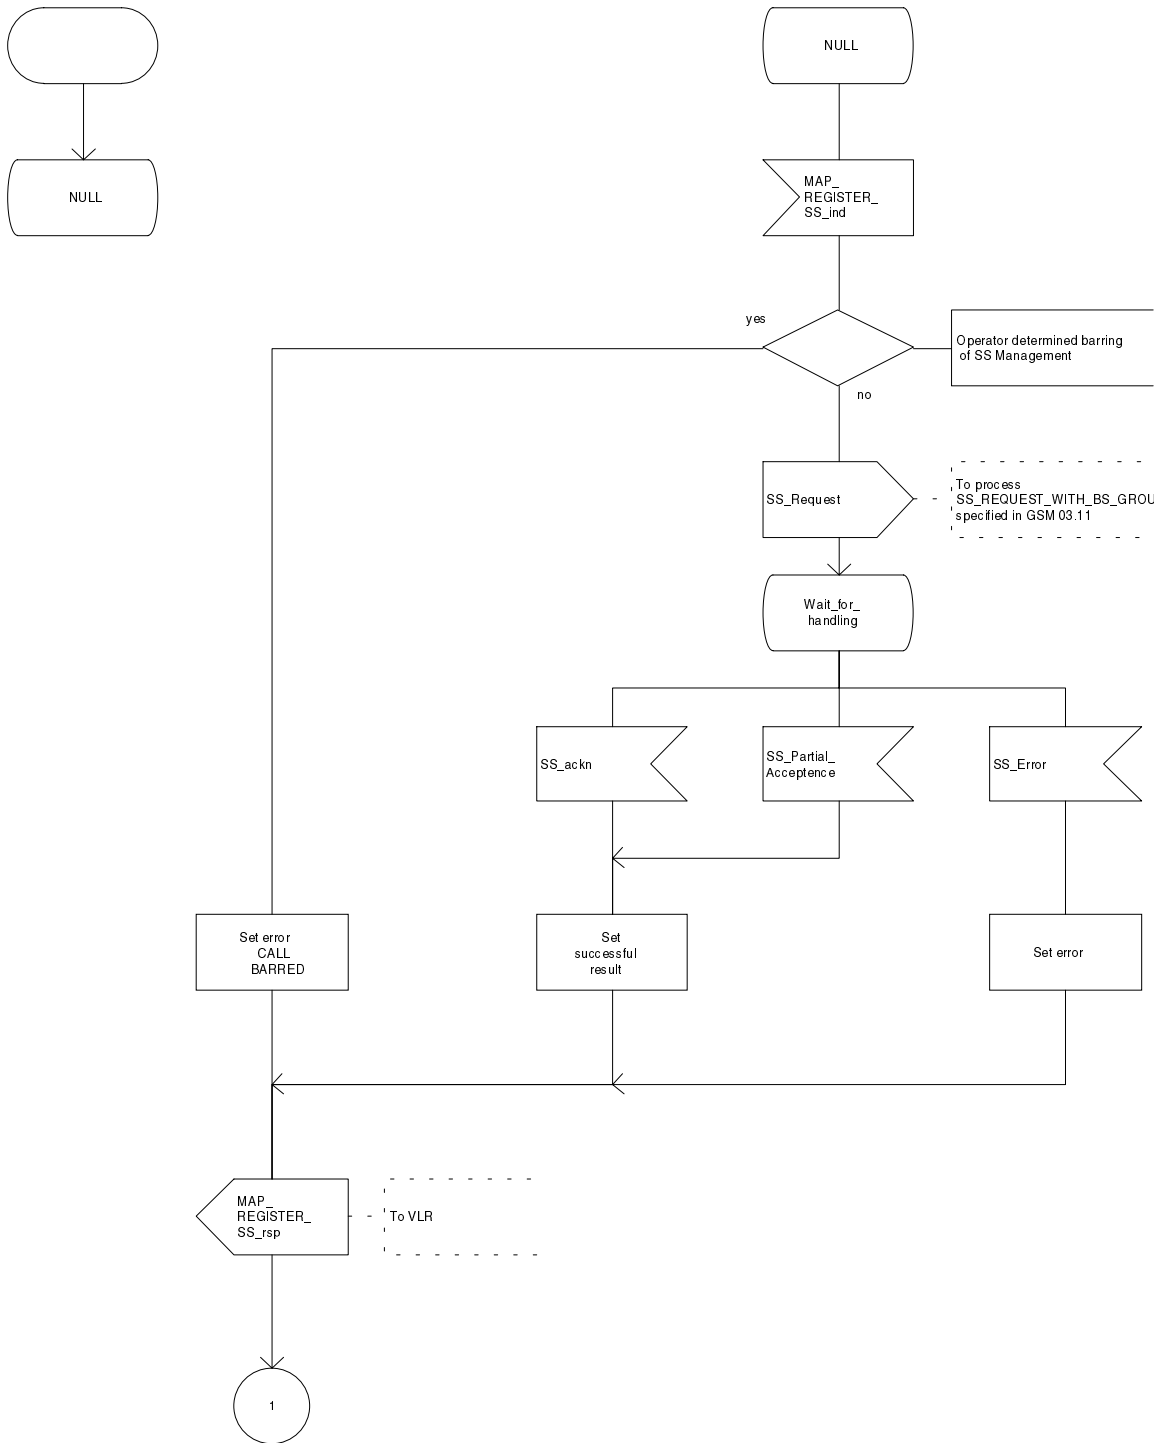 NULL
NULL
MAP_
REGISTER_
SS_ind
yes
Operator determined barring
of SS Management
no
SS_Request
To process
SS_REQUEST_WITH_BS_GROU
specified in GSM 03.11
Wait_for_
handling
SS_ackn
SS_Partial_
Acceptence
SS_Error
Set error
CALL
BARRED
Set
successful
result
Set error
MAP_
REGISTER_
SS_rsp
To VLR
1